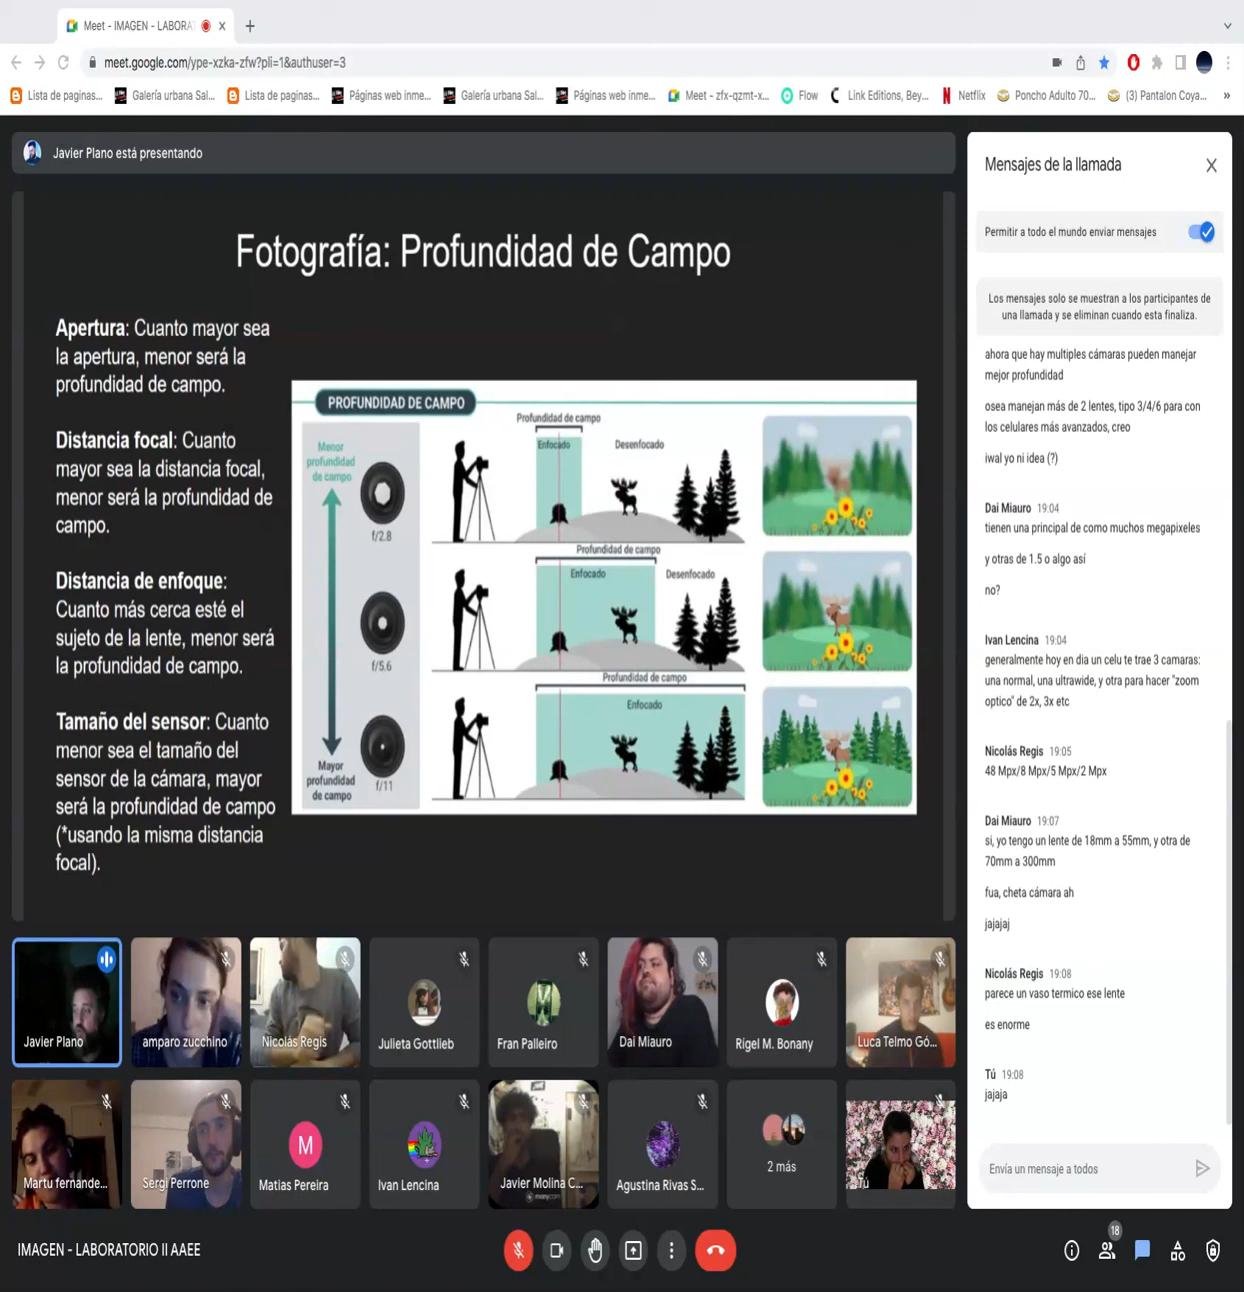 Meet - IMAGEN - LABORA
meet.google.com/ype-xzka-zfw?pli=1&authuser=3
Lista de paginas...
Galería urbana Sal...
Lista de paginas...
Páginas web inme...
Galería urbana Sal...
Páginas web inme...
Meet - zfx-qzmt-x...
Flow
Link Editions, Bey...
Netflix
Poncho Adulto 70...
(3) Pantalon Coya...
»
Javier Plano está presentando
Fotografía: Profundidad de Campo
Apertura: Cuanto mayor sea
la apertura, menor será la
profundidad de campo.
Distancia focal: Cuanto
mayor sea la distancia focal,
menor será la profundidad de
campo.
Distancia de enfoque:
Cuanto más cerca esté el
sujeto de la lente, menor será
la profundidad de campo.
Tamaño del sensor: Cuanto
menor sea el tamaño del
sensor de la cámara, mayor
será la profundidad de campo
(*usando la misma distancia
focal).
PROFUNDIDAD DE CAMPO
Menor
profundidad
de campo
f/2.8
f/5.6
f/11
Mayor
profundidad
de campo
Profundidad de campo
Enfocado
Desenfocado
Profundidad de campo
Enfocado
Desenfocado
Profundidad de campo
Enfocado
Mensajes de la llamada
Permitir a todo el mundo enviar mensajes
Los mensajes solo se muestran a los participantes de
una llamada y se eliminan cuando esta finaliza.
ahora que hay multiples cámaras pueden manejar
mejor profundidad
osea manejan más de 2 lentes, tipo 3/4/6 para con
los celulares más avanzados, creo
iwal yo ni idea (?)
Dai Miauro 19:04
tienen una principal de como muchos megapixeles
y otras de 1.5 o algo así
no?
Ivan Lencina 19:04
generalmente hoy en dia un celu te trae 3 camaras:
una normal, una ultrawide, y otra para hacer "zoom
optico" de 2x, 3x etc
Nicolás Regis 19:05
48 Mpx/8 Mpx/5 Mpx/2 Mpx
Dai Miauro 19:07
si, yo tengo un lente de 18mm a 55mm, y otra de
70mm a 300mm
fua, cheta cámara ah
jajajaj
Nicolás Regis 19:08
parece un vaso termico ese lente
es enorme
Tú 19:08
jajaja
Envía un mensaje a todos
Javier Plano
amparo zucchino
Nicolás Regis
Julieta Gottlieb
Fran Palleiro
Dai Miauro
Rigel M. Bonany
Luca Telmo Gó...
Martu fernande...
Sergi Perrone
M
Matias Pereira
Ivan Lencina
Javier Molina C...
manycam
Agustina Rivas S...
2 más
Tú
IMAGEN - LABORATORIO II AAEE
18